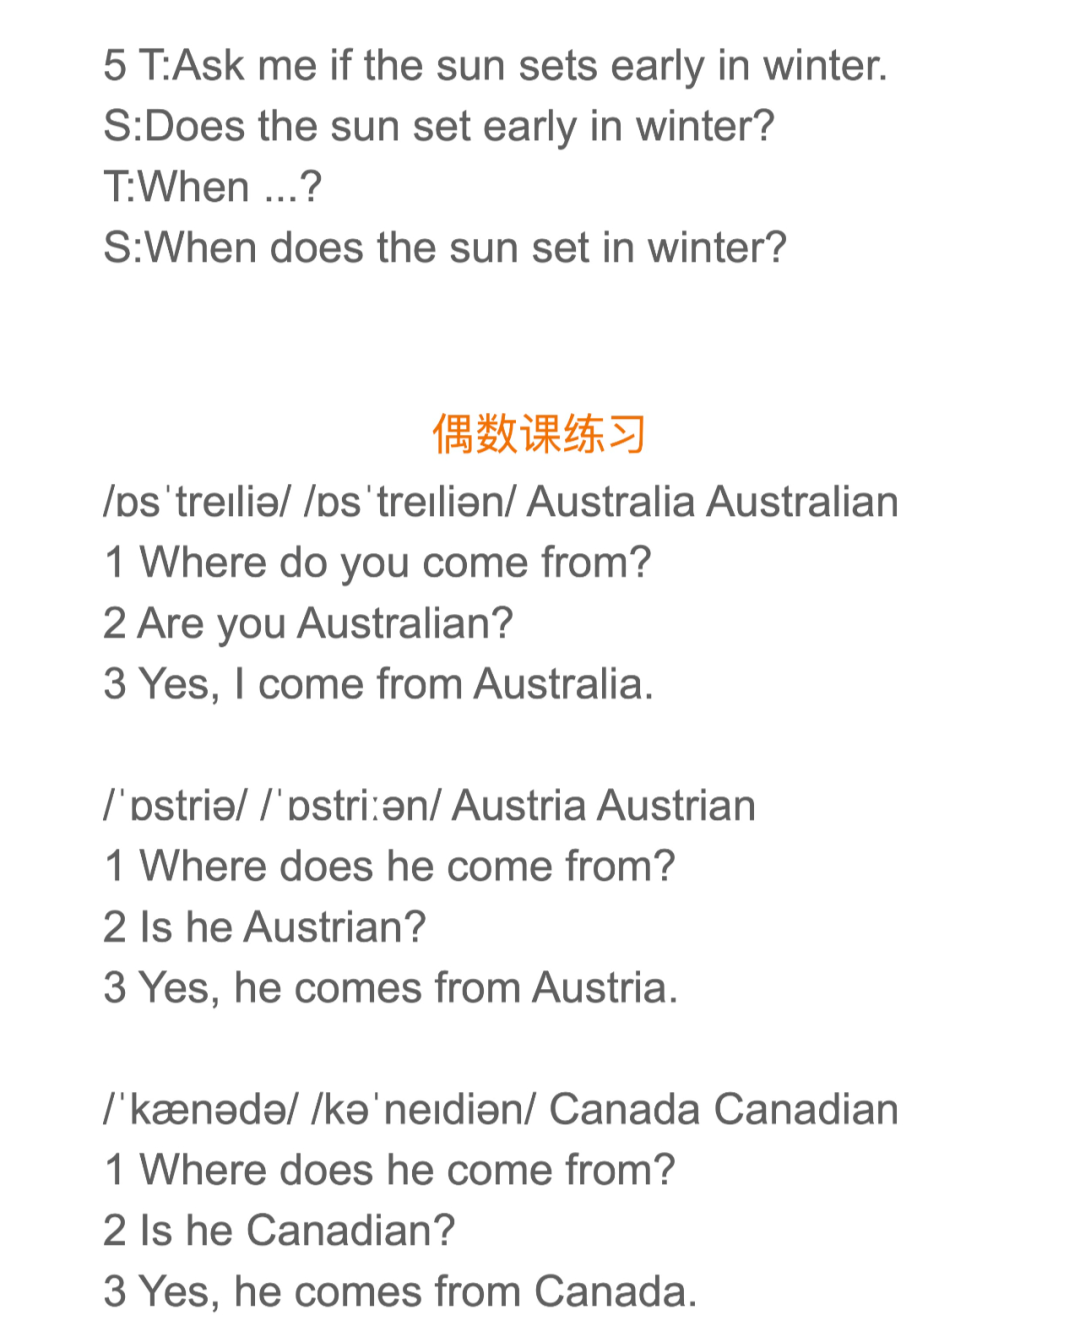 5 T:Ask me if the sun sets early in winter.
S:Does the sun set early in winter?
T:When ...?
S:When does the sun set in winter?
偶数课练习
/ɒsˈtreıliə/ /ɒsˈtreıliən/ Australia Australian
1 Where do you come from?
2 Are you Australian?
3 Yes, I come from Australia.
/ˈɒstriə/ /ˈɒstriːən/ Austria Austrian
1 Where does he come from?
2 Is he Austrian?
3 Yes, he comes from Austria.
/ˈkænədə/ /kəˈneıdiən/ Canada Canadian
1 Where does he come from?
2 Is he Canadian?
3 Yes, he comes from Canada.